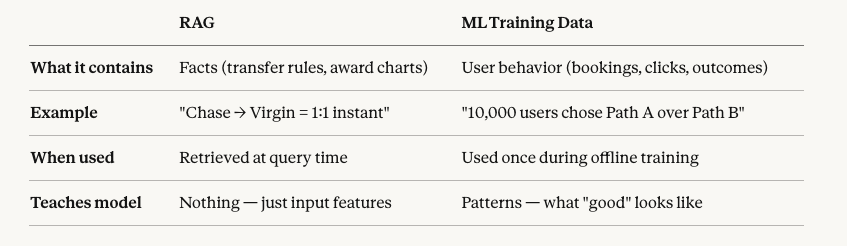 RAG ML Training Data
What it contains Facts (transfer rules, award charts) User behavior (bookings, clicks, outcomes)
Example "Chase → Virgin = 1:1 instant" "10,000 users chose Path A over Path B"
When used Retrieved at query time Used once during offline training
Teaches model Nothing — just input features Patterns — what "good" looks like